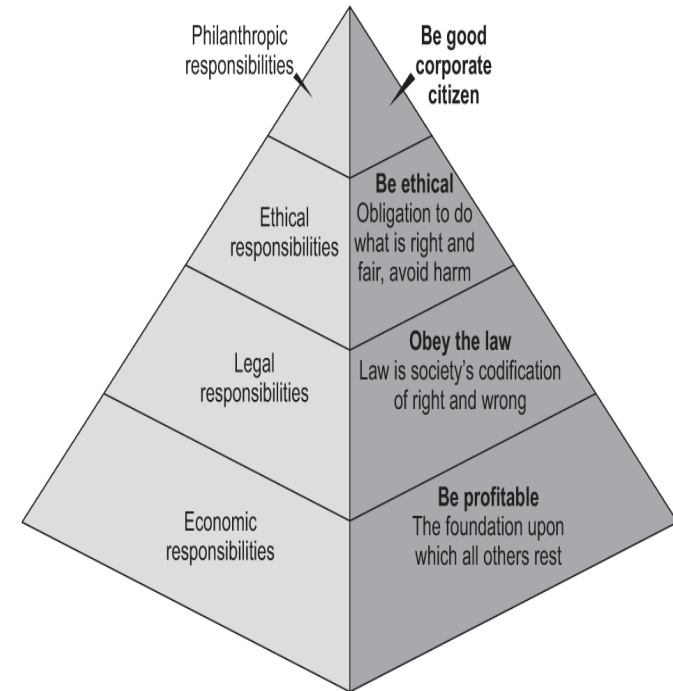 Philanthropic
responsibilities
Be good
corporate
citizen
Ethical
responsibilities
Be ethical
Obligation to do
what is right and
fair, avoid harm
Legal
responsibilities
Obey the law
Law is society’s codification
of right and wrong
Economic
responsibilities
Be profitable
The foundation upon
which all others rest